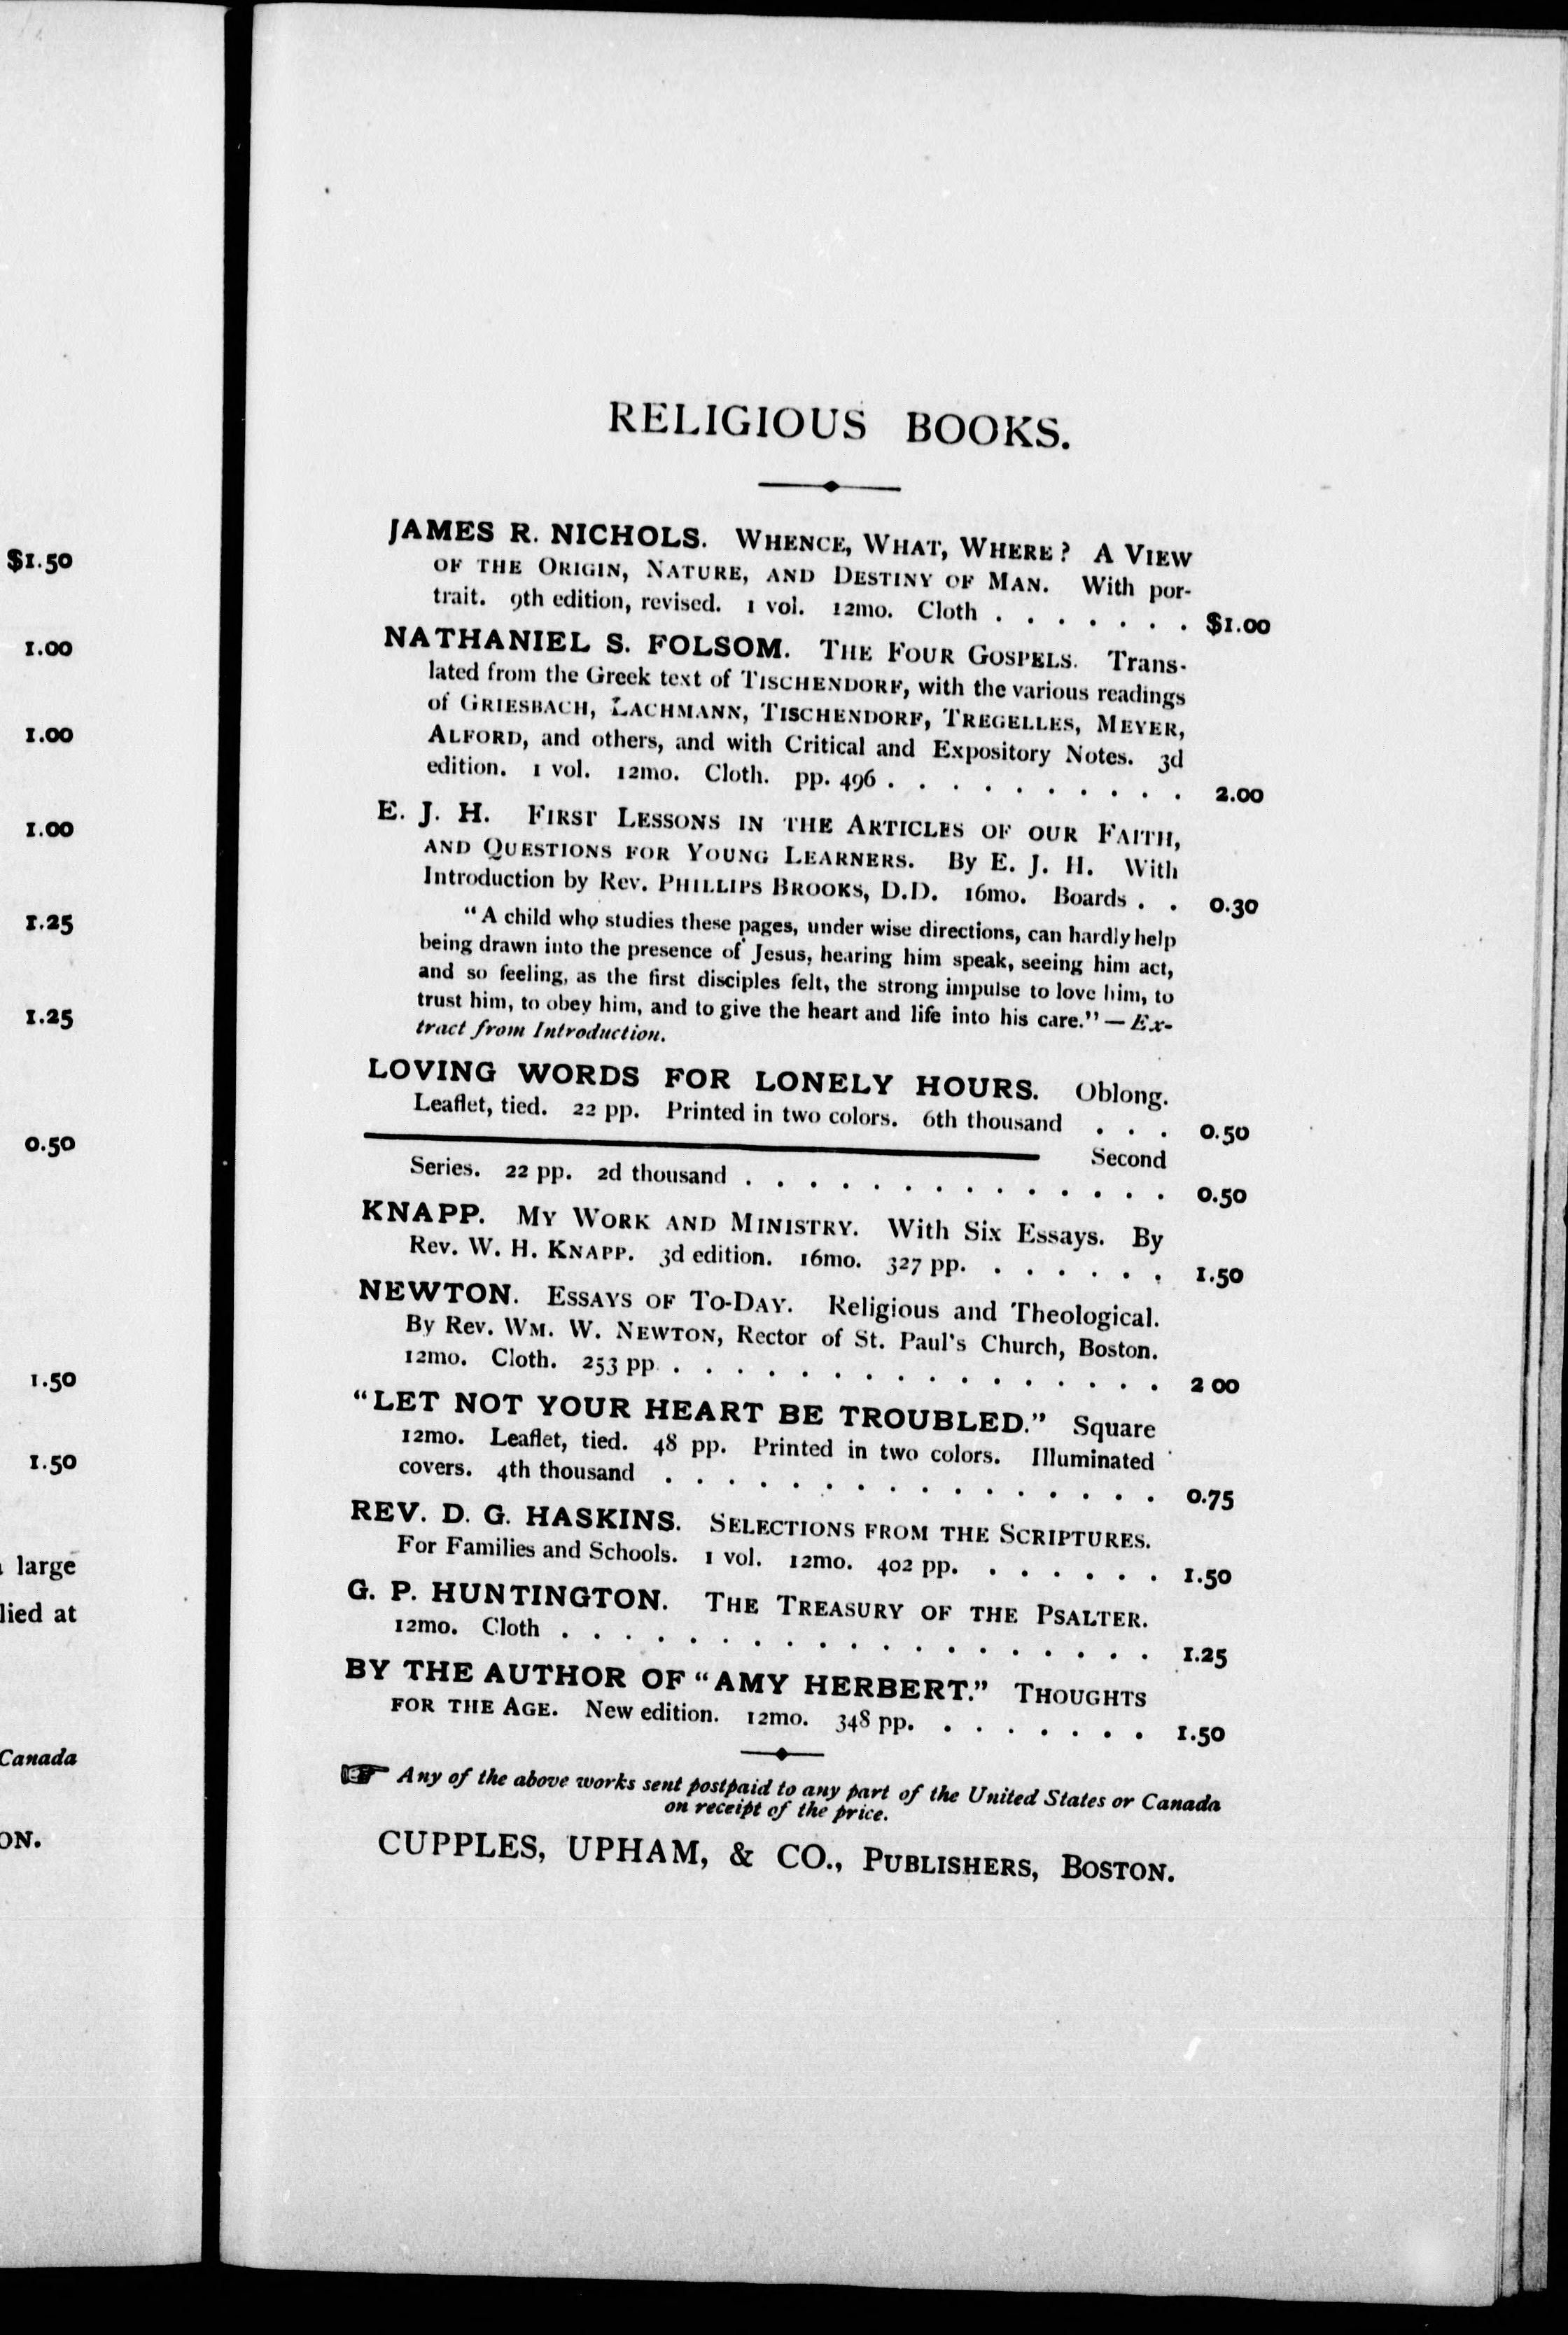 $1.50
1.00
1.00
1.00
1.25
1.25
0.50
1.50
1.50
large
lied at
Canada
ON.
RELIGIOUS BOOKS.
JAMES R. NICHOLS. WHENCE, WHAT, WHERE? A VIEW
OF THE ORIGIN, NATURE, AND DESTINY OF MAN. With por-
trait. 9th edition, revised. 1 vol. 12mo. Cloth . . . . . . . $1.00
NATHANIEL S. FOLSOM. THE FOUR GOSPELS. Trans-
lated from the Greek text of TISCHENDORF, with the various readings
of GRIESBACH, LACHMANN, TISCHENDORF, TREGELLES, MEYER,
ALFORD, and others, and with Critical and Expository Notes. 3d
edition. 1 vol. 12mo. Cloth. pp. 496 . . . . . . . . . . 2.00
E. J. H. FIRST LESSONS IN THE ARTICLES OF OUR FAITH,
AND QUESTIONS FOR YOUNG LEARNERS. By E. J. H. With
Introduction by Rev. PHILLIPS BROOKS, D.D. 16mo. Boards . . 0.30
"A child who studies these pages, under wise directions, can hardly help
being drawn into the presence of Jesus, hearing him speak, seeing him act,
and so feeling, as the first disciples felt, the strong impulse to love him, to
trust him, to obey him, and to give the heart and life into his care." — Ex-
tract from Introduction.
LOVING WORDS FOR LONELY HOURS. Oblong.
Leaflet, tied. 22 pp. Printed in two colors. 6th thousand . . . 0.50
Second
Series. 22 pp. 2d thousand . . . . . . . . . . . . . . 0.50
KNAPP. MY WORK AND MINISTRY. With Six Essays. By
Rev. W. H. KNAPP. 3d edition. 16mo. 327 pp. . . . . . . 1.50
NEWTON. ESSAYS OF TO-DAY. Religious and Theological.
By Rev. WM. W. NEWTON, Rector of St. Paul's Church, Boston.
12mo. Cloth. 253 pp. . . . . . . . . . . . . . . . . 2 00
"LET NOT YOUR HEART BE TROUBLED." Square
12mo. Leaflet, tied. 48 pp. Printed in two colors. Illuminated
covers. 4th thousand . . . . . . . . . . . . . . . . 0.75
REV. D. G. HASKINS. SELECTIONS FROM THE SCRIPTURES.
For Families and Schools. 1 vol. 12mo. 402 pp. . . . . . . 1.50
G. P. HUNTINGTON. THE TREASURY OF THE PSALTER.
12mo. Cloth . . . . . . . . . . . . . . . . . . . 1.25
BY THE AUTHOR OF "AMY HERBERT." THOUGHTS
FOR THE AGE. New edition. 12mo. 348 pp. . . . . . . . 1.50
☞ Any of the above works sent postpaid to any part of the United States or Canada
on receipt of the price.
CUPPLES, UPHAM, & CO., PUBLISHERS, BOSTON.